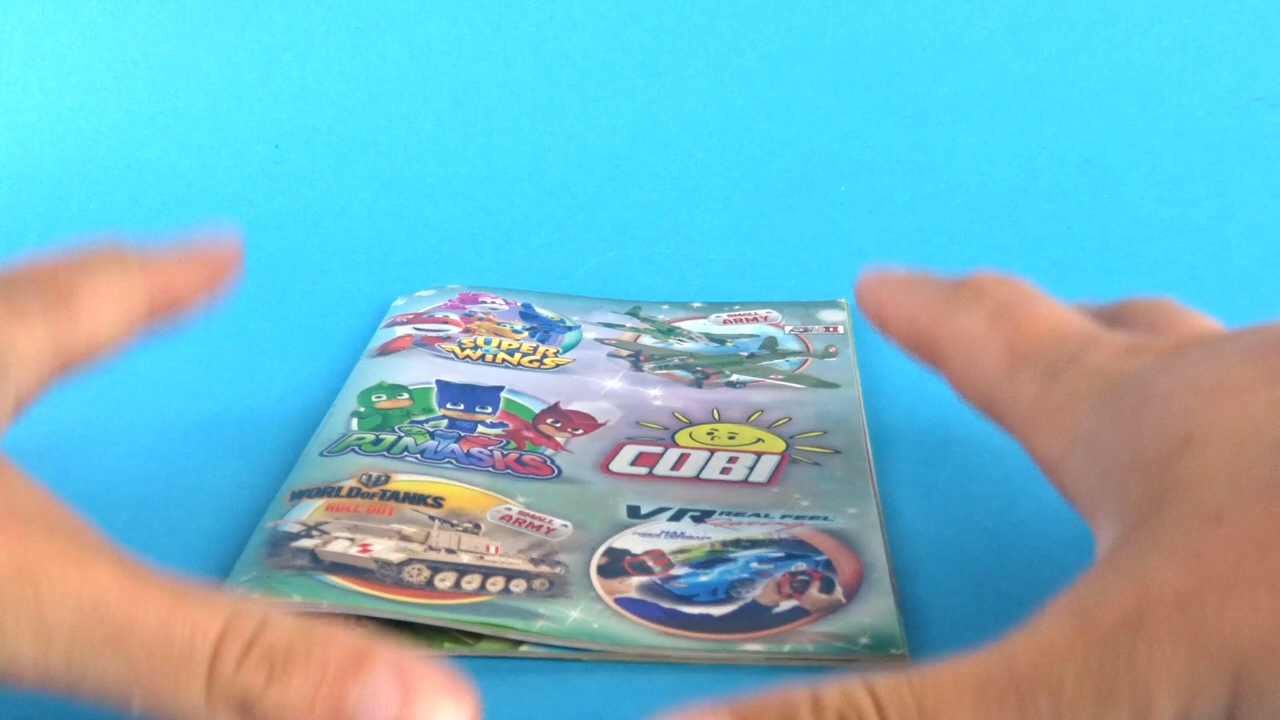 SUPER
WINGS
SMALL
ARMY
PJ MASKS
COBI
WORLD OF TANKS
ROLL OUT
SMALL
ARMY
VR REAL FEEL
Racing